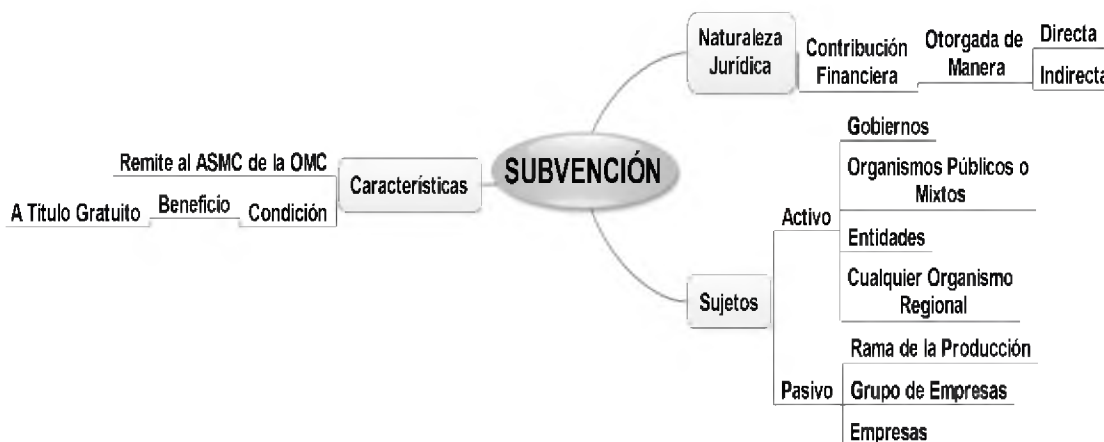 SUBVENCIÓN
Naturaleza
Jurídica
Contribución
Financiera
Otorgada de
Manera
Directa
Indirecta
Características
Remite al ASMC de la OMC
Condición
Beneficio
A Título Gratuito
Sujetos
Activo
Gobiernos
Organismos Públicos o
Mixtos
Entidades
Cualquier Organismo
Regional
Pasivo
Rama de la Producción
Grupo de Empresas
Empresas